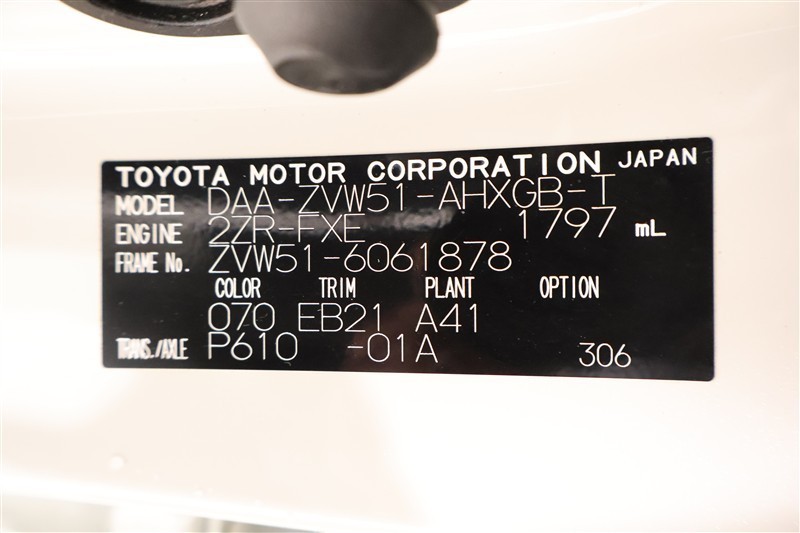 TOYOTA MOTOR CORPORATION JAPAN
MODEL DAA-ZVW51-AHXGB-T
ENGINE 2ZR-FXE 1797 mL
FRAME No. ZVW51-6061878
COLOR TRIM PLANT OPTION
070 EB21 A41
TRANS./AXLE P610 -01A 306